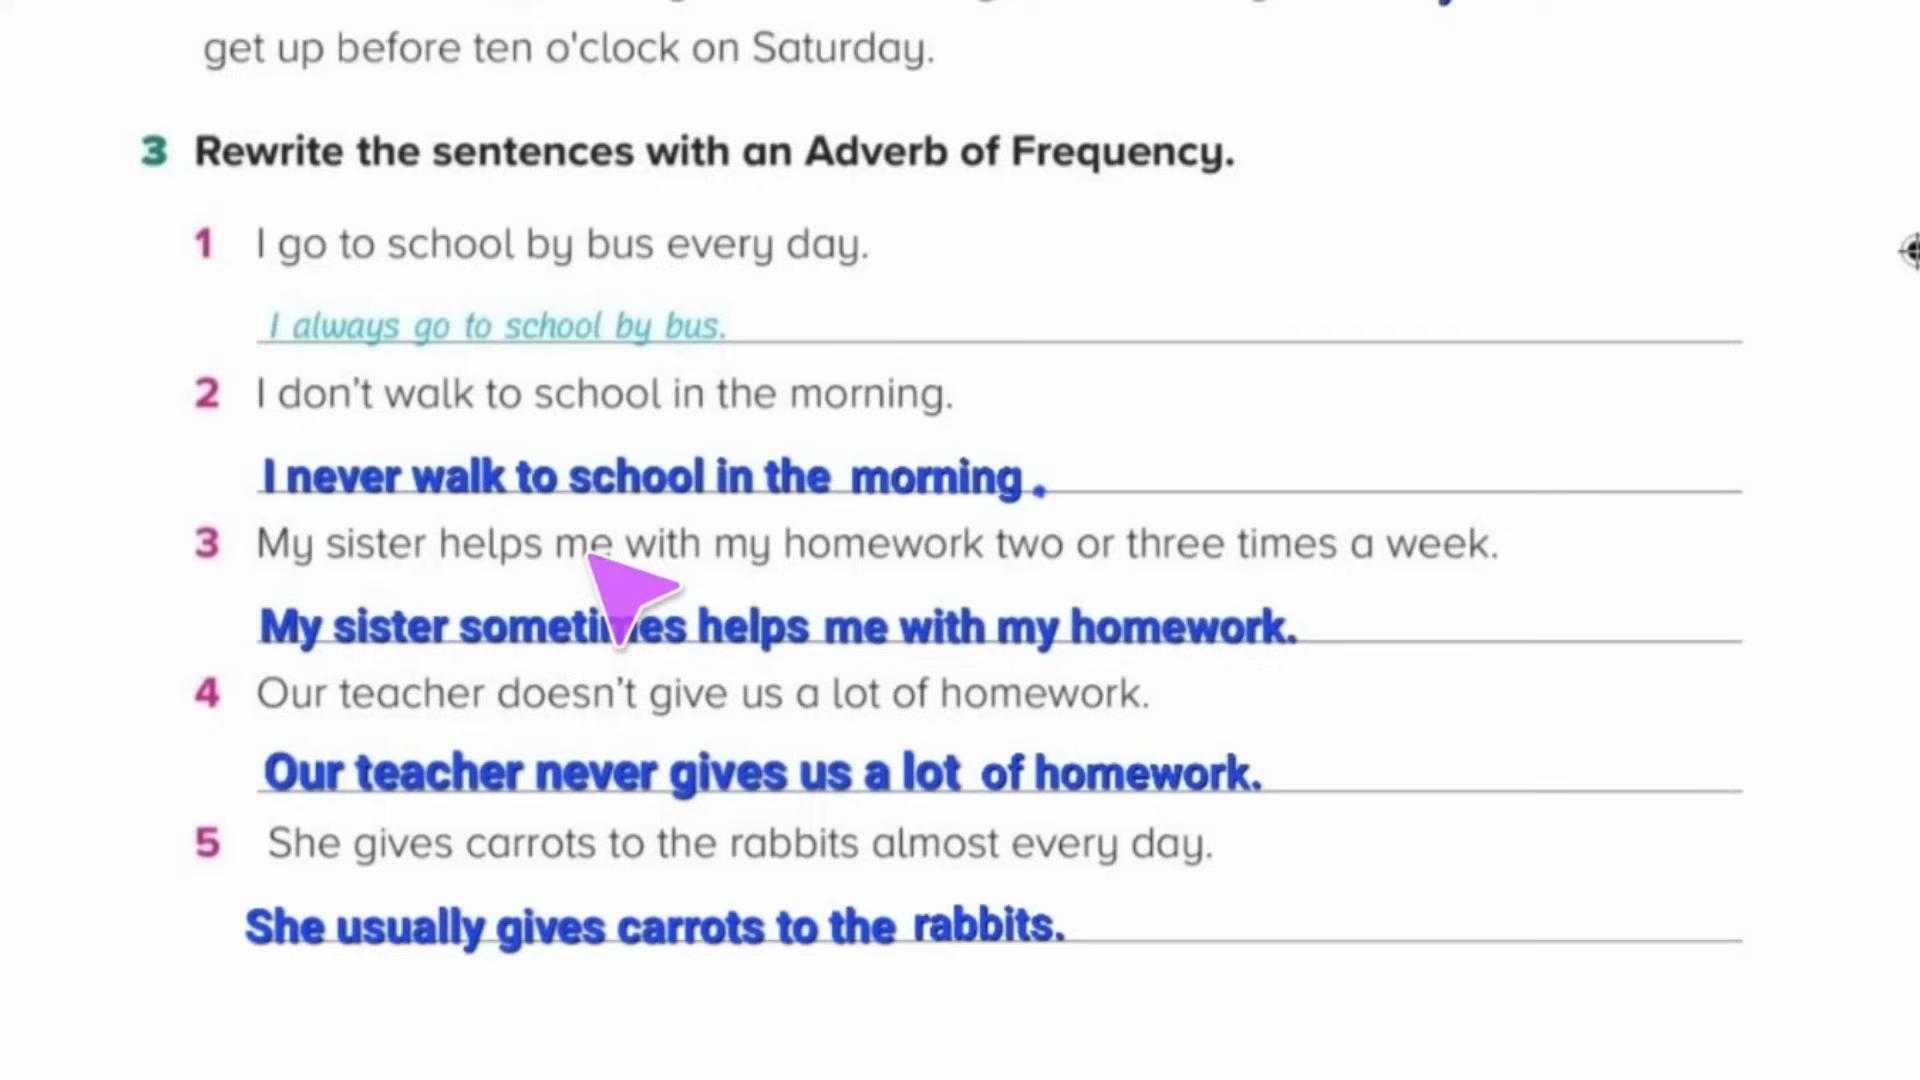 get up before ten o'clock on Saturday.
3 Rewrite the sentences with an Adverb of Frequency.
1 I go to school by bus every day.
I always go to school by bus.
2 I don't walk to school in the morning.
I never walk to school in the morning.
3 My sister helps me with my homework two or three times a week.
My sister sometimes helps me with my homework.
4 Our teacher doesn't give us a lot of homework.
Our teacher never gives us a lot of homework.
5 She gives carrots to the rabbits almost every day.
She usually gives carrots to the rabbits.